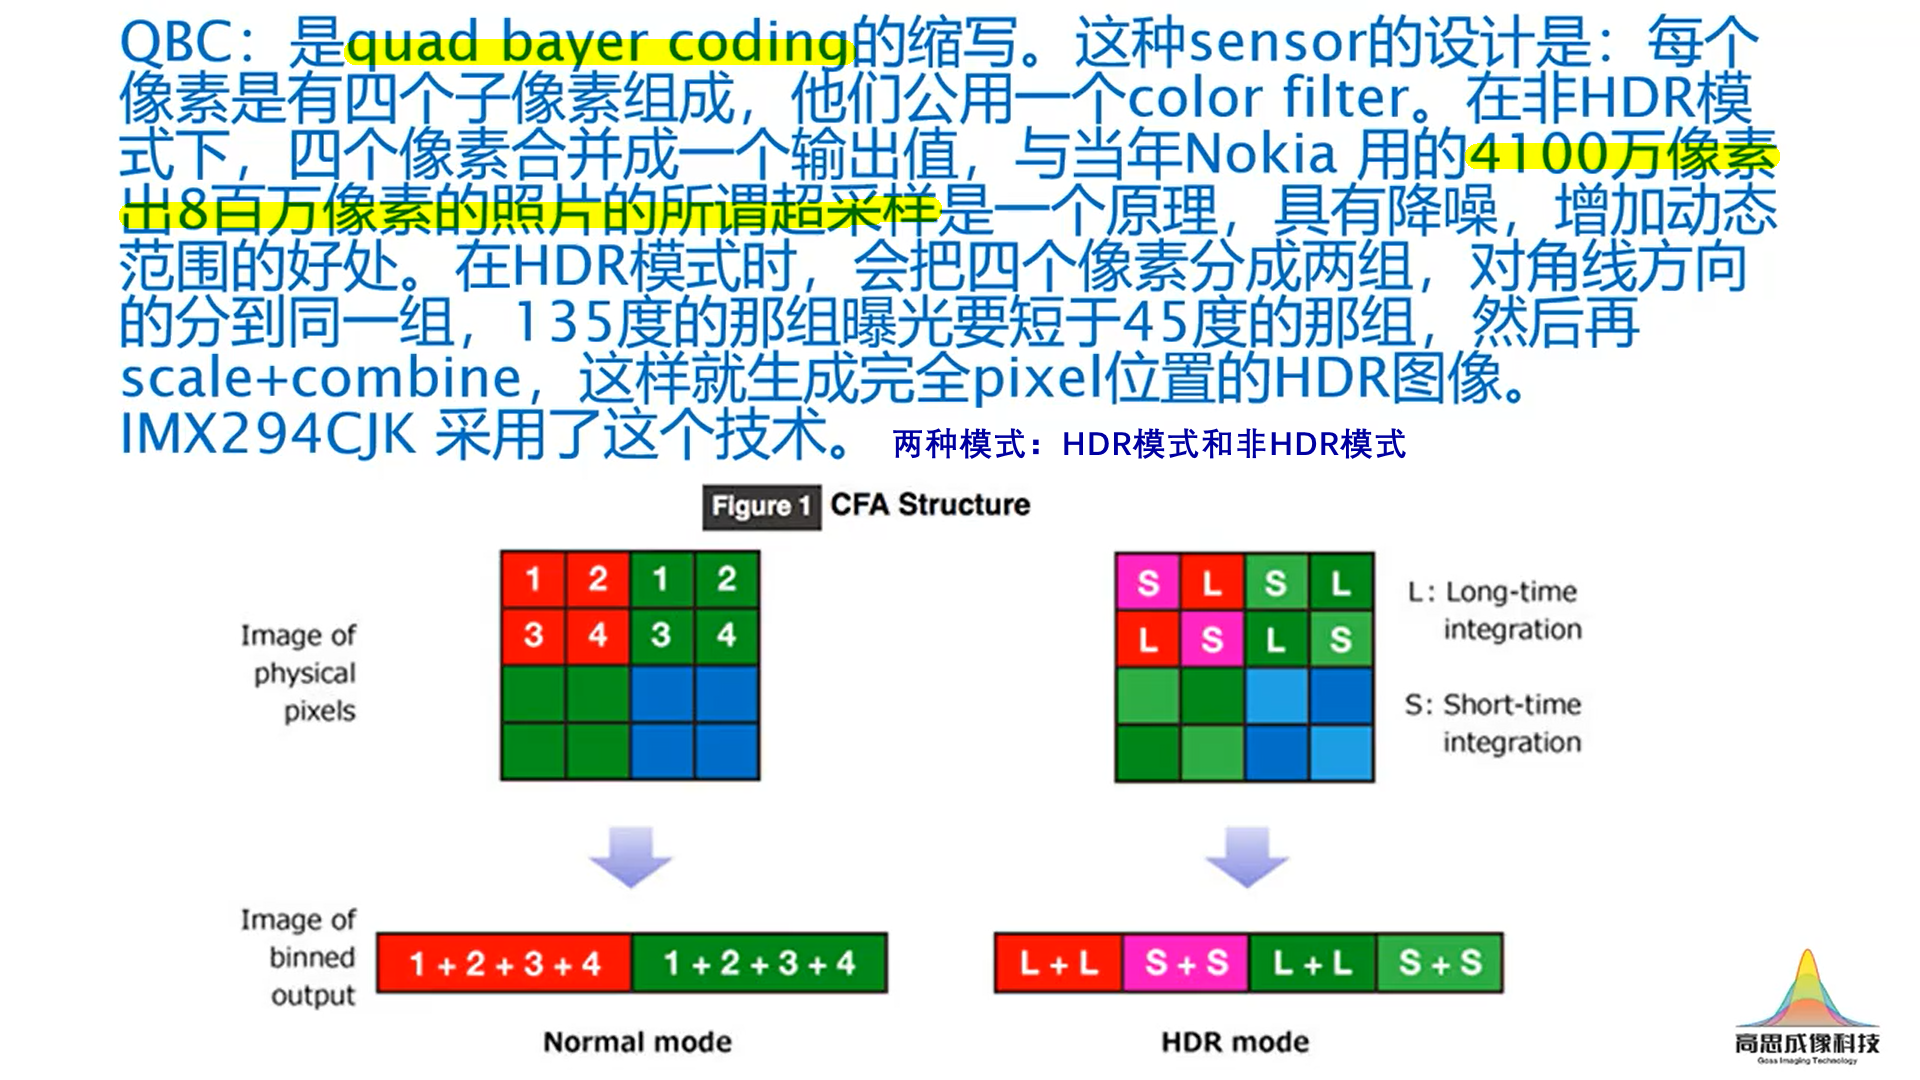 QBC：是quad bayer coding的缩写。这种sensor的设计是：每个
像素是有四个子像素组成，他们公用一个color filter。在非HDR模
式下，四个像素合并成一个输出值，与当年Nokia 用的4100万像素
出8百万像素的照片的所谓超采样是一个原理，具有降噪，增加动态
范围的好处。在HDR模式时，会把四个像素分成两组，对角线方向
的分到同一组，135度的那组曝光要短于45度的那组，然后再
scale+combine，这样就生成完全pixel位置的HDR图像。
IMX294CJK 采用了这个技术。 两种模式：HDR模式和非HDR模式
Figure 1 CFA Structure
Image of
physical
pixels
1 2 1 2
3 4 3 4
S L S L
L S L S
L: Long-time
integration
S: Short-time
integration
Image of
binned
output
1 + 2 + 3 + 4 1 + 2 + 3 + 4
L + L S + S L + L S + S
Normal mode
HDR mode
高思成像科技
Goss Imaging Technology